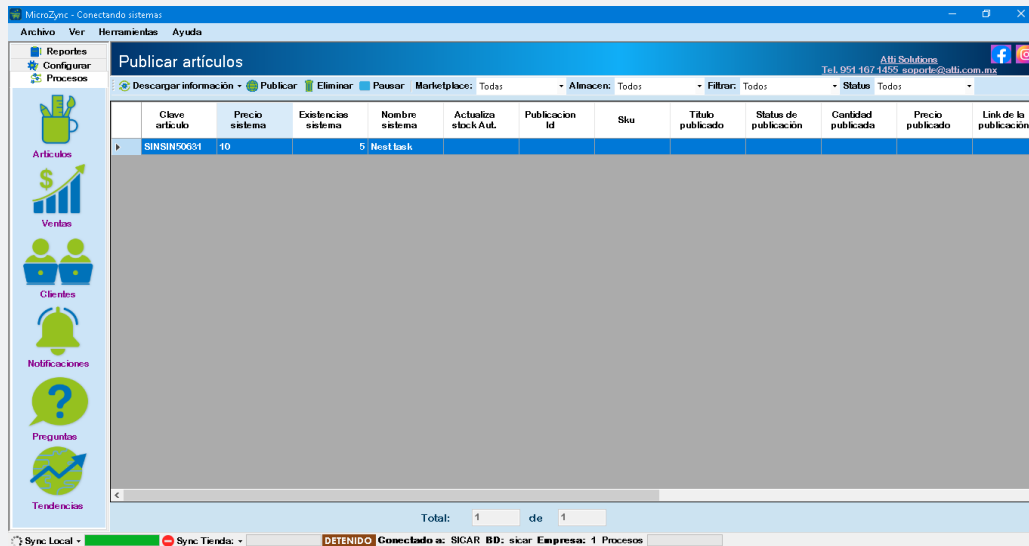 MicroZync - Conectando sistemas
Archivo Ver Herramientas Ayuda
Reportes
Configurar
Procesos
Publicar artículos
Atti Solutions
Tel. 951 167 1455 soporte@atti.com.mx
Descargar información Publicar Eliminar Pausar Marketplace: Todas Almacen: Todos Filtrar: Todos Status Todos
Clave artículo Precio sistema Existencias sistema Nombre sistema Actualiza stock Aut. Publicacion Id Sku Titulo publicado Status de publicación Cantidad publicada Precio publicado Link de la publicación
SINSIN50631 10 5 Nest task
Artículos
Ventas
Clientes
Notificaciones
Preguntas
Tendencias
Total: 1 de 1
Sync Local Sync Tienda: DETENIDO Conectado a: SICAR BD: sicar Empresa: 1 Procesos